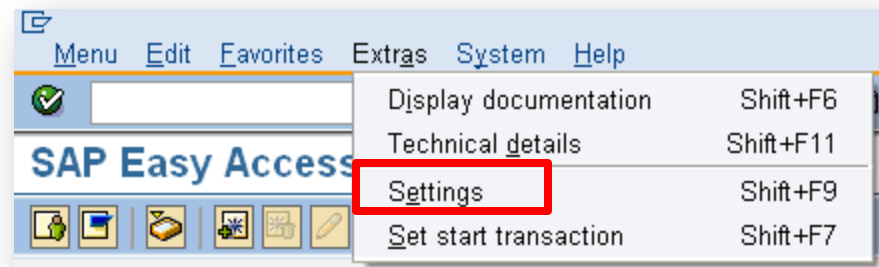 Menu Edit Favorites Extras System Help
Display documentation Shift+F6
Technical details Shift+F11
SAP Easy Access
Settings Shift+F9
Set start transaction Shift+F7